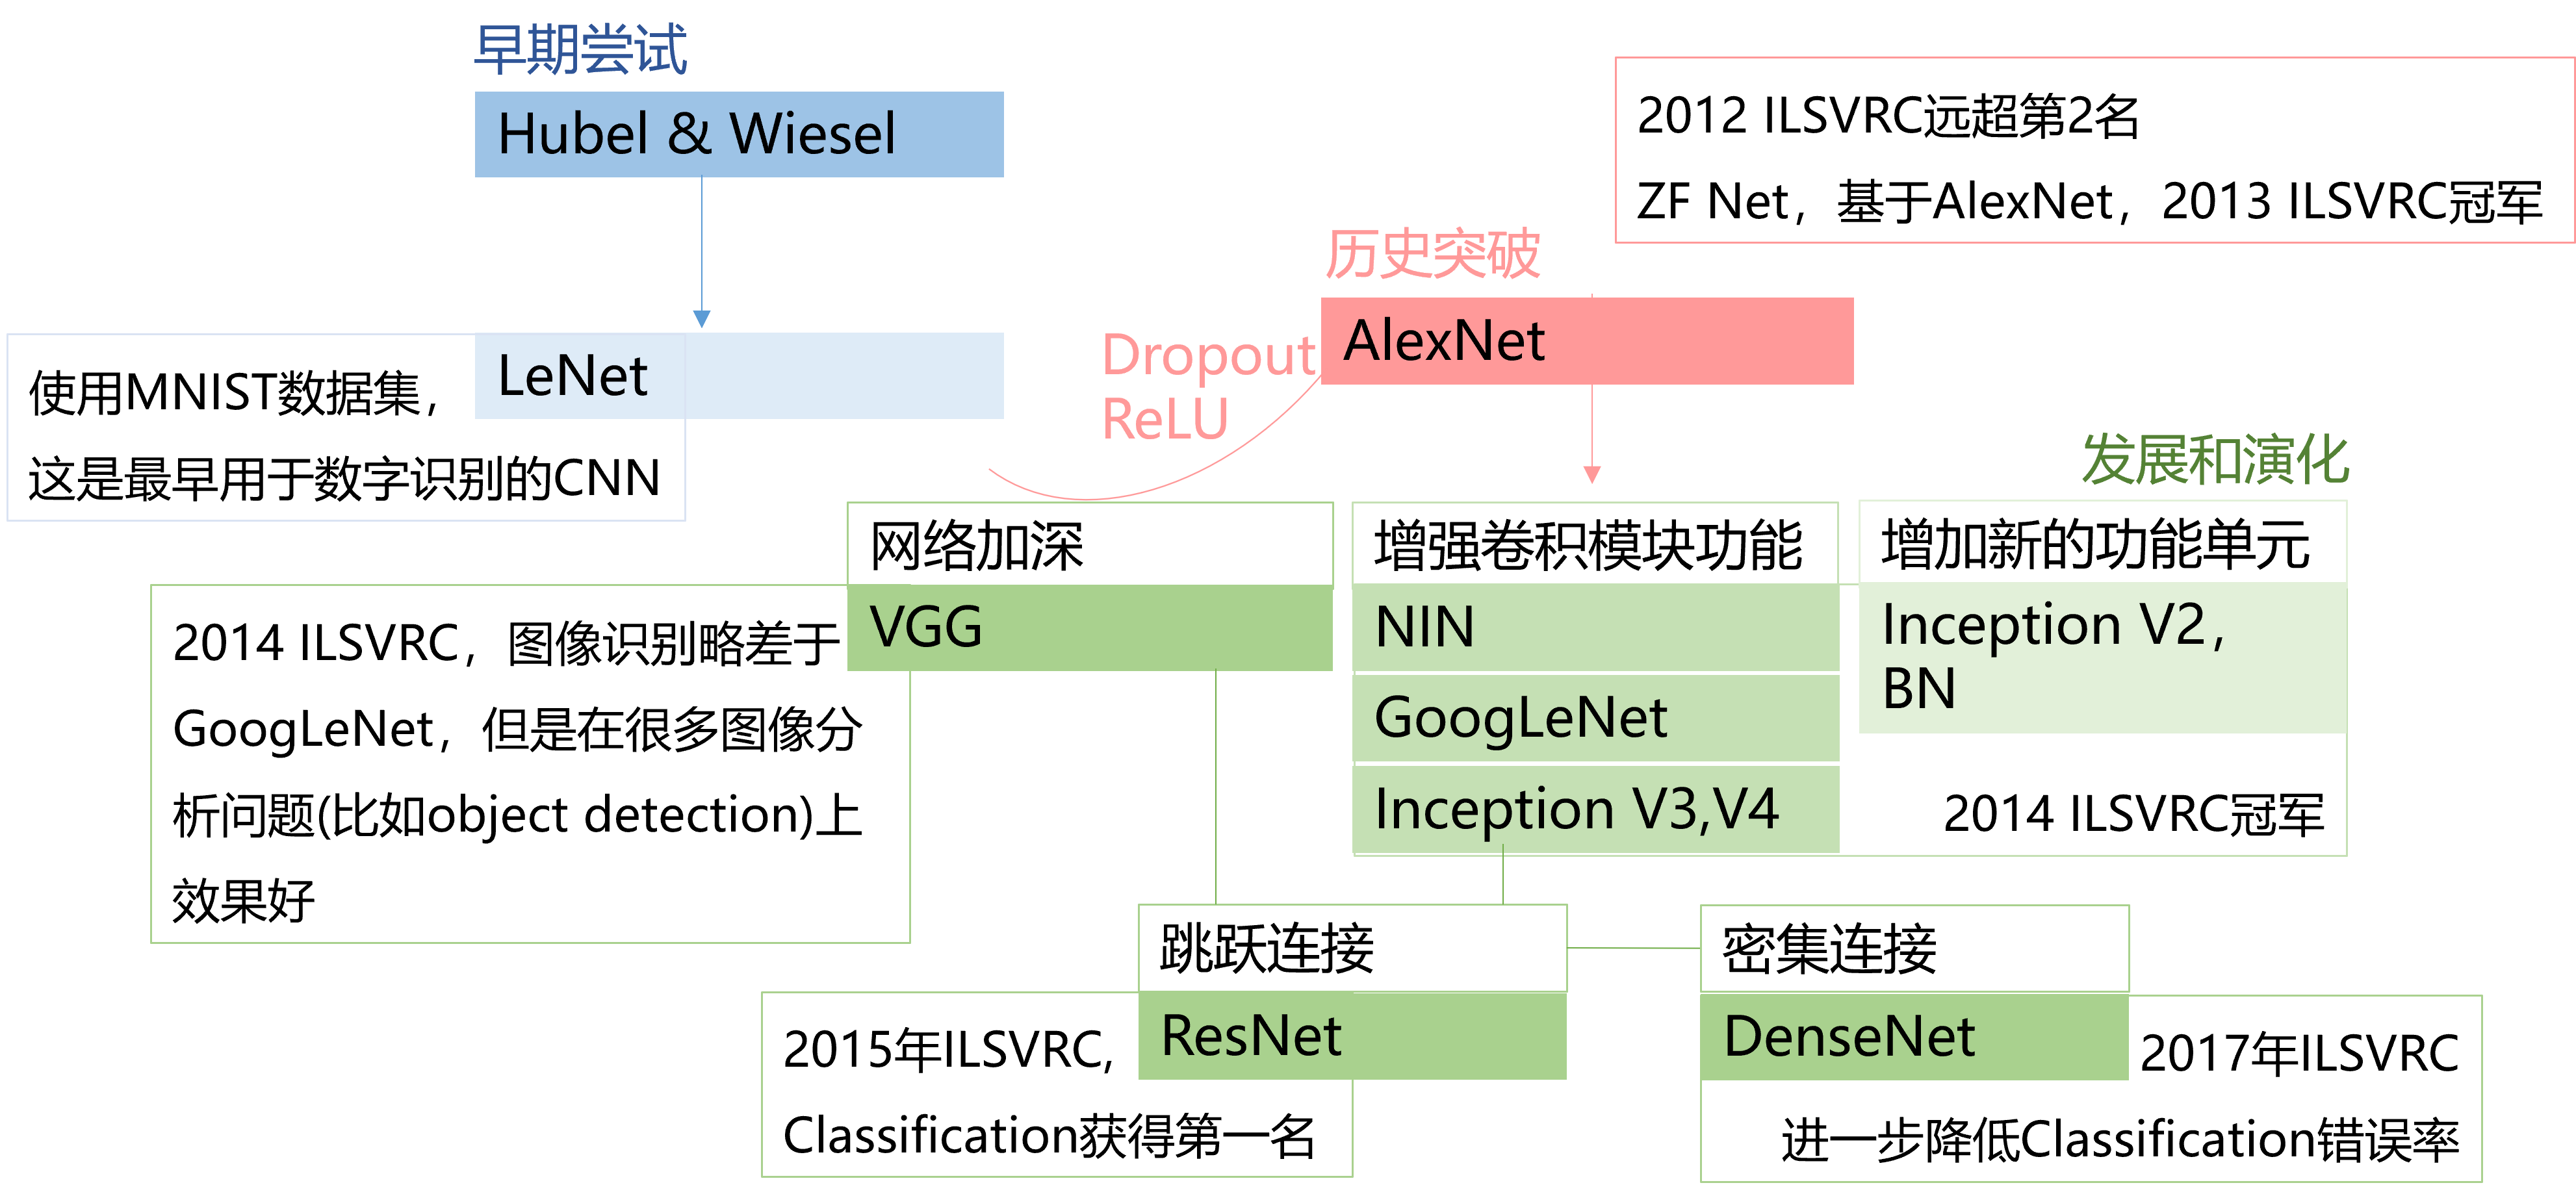 早期尝试
Hubel & Wiesel
2012 ILSVRC远超第2名
ZF Net，基于AlexNet，2013 ILSVRC冠军
历史突破
AlexNet
Dropout
ReLU
LeNet
使用MNIST数据集，
这是最早用于数字识别的CNN
发展和演化
网络加深
VGG
2014 ILSVRC，图像识别略差于
GoogLeNet，但是在很多图像分
析问题(比如object detection)上
效果好
增强卷积模块功能
NIN
GoogLeNet
Inception V3,V4
增加新的功能单元
Inception V2，
BN
2014 ILSVRC冠军
跳跃连接
ResNet
2015年ILSVRC,
Classification获得第一名
密集连接
DenseNet
2017年ILSVRC
进一步降低Classification错误率